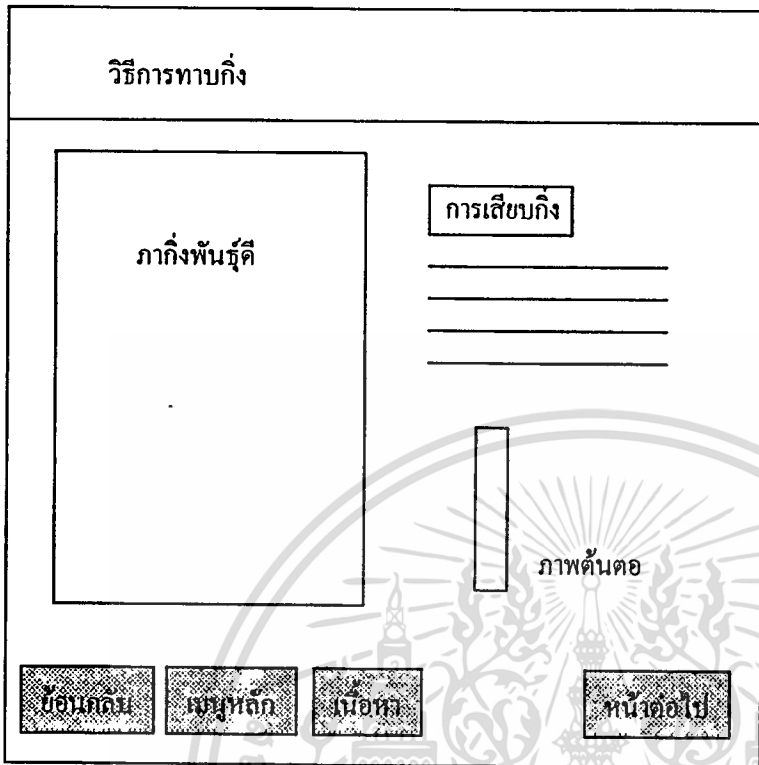 วิธีการทาบกิ่ง
การเสียบกิ่ง
ภากิ่งพันธุ์ดี
ภาพต้นตอ
ย้อนกลับ
เมนูหลัก
เนื้อหา
หน้าต่อไป